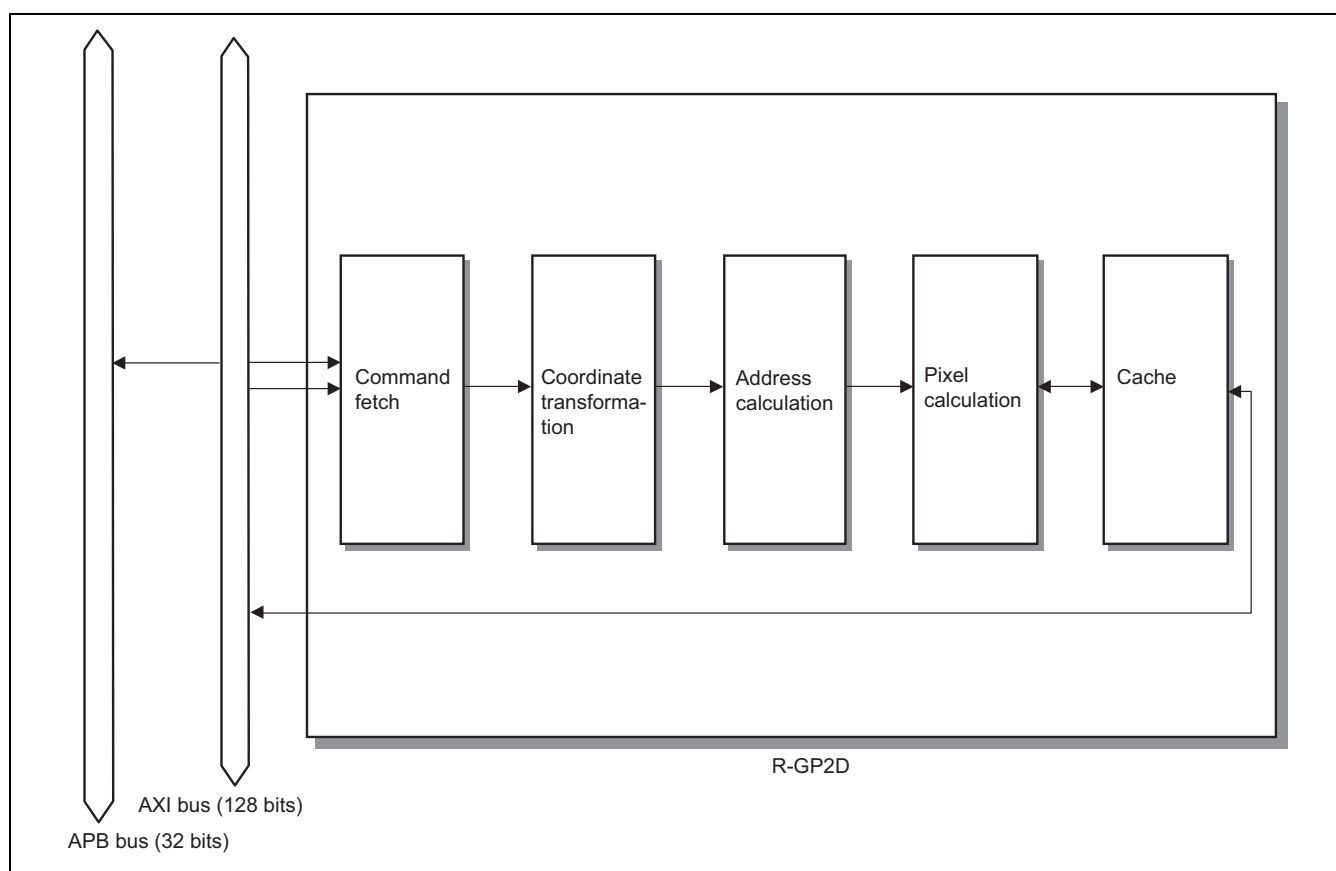 Command
fetch
Coordinate
transforma-
tion
Address
calculation
Pixel
calculation
Cache
R-GP2D
AXI bus (128 bits)
APB bus (32 bits)